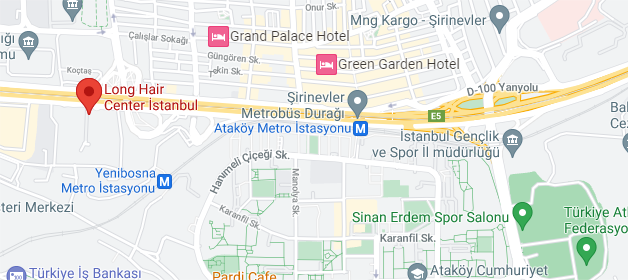 Onur Sk.
Mng Kargo - Şirinevler
Çalışlar Sokağı
Grand Palace Hotel
Güngören Sk.
Koçtaş
Tekin Sk.
Green Garden Hotel
Long Hair
Center İstanbul
D-100 Yanyolu
Şirinevler
Metrobüs Durağı
E5
Ataköy Metro İstasyonu
M
İstanbul Gençlik
ve Spor İl müdürlüğü
Hanımeli Çiçeği Sk.
Yenibosna
Metro İstasyonu
M
Manolya Sk.
Karanfil Sk.
Merkezi
Sinan Erdem Spor Salonu
Türkiye
Karanfil Sk.
Türkiye İş Bankası
Pardi Cafe
Ataköy Cumhuriyet